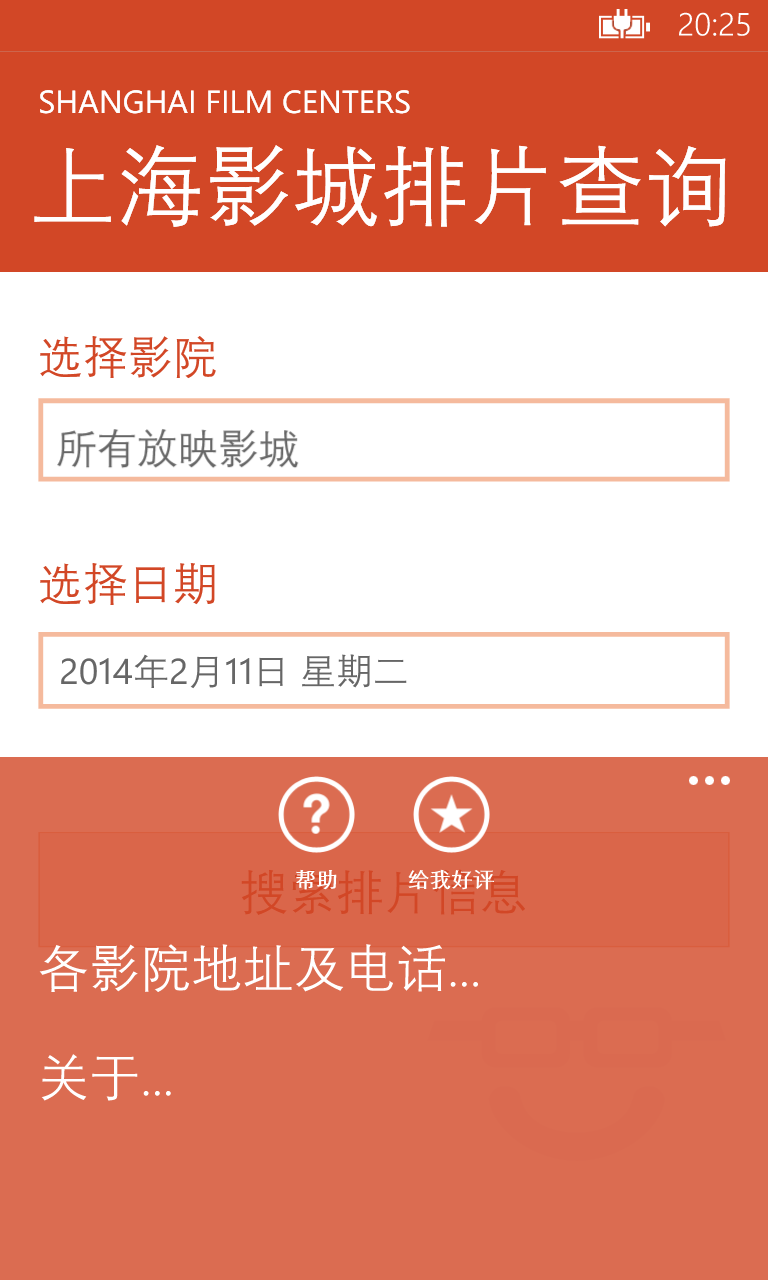 20:25
SHANGHAI FILM CENTERS
上海影城排片查询
选择影院
所有放映影城
选择日期
2014年2月11日 星期二
帮助
给我好评
搜索排片信息
各影院地址及电话...
关于...